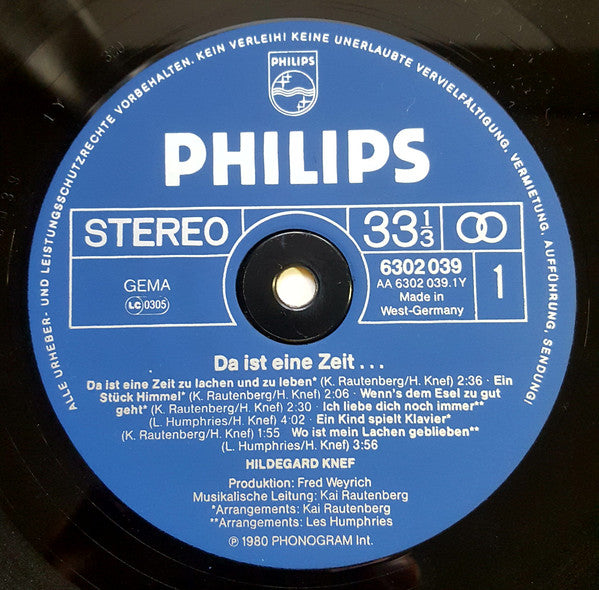 ALLE URHEBER- UND LEISTUNGSSCHUTZRECHTE VORBEHALTEN. KEIN VERLEIH! KEINE UNERLAUBTE VERVIELFÄLTIGUNG, VERMIETUNG, AUFFÜHRUNG, SENDUNG!
PHILIPS
PHILIPS
STEREO
33 1/3
GEMA
LC 0305
6302 039
AA 6302 039.1Y
Made in
West-Germany
1
Da ist eine Zeit . . .
Da ist eine Zeit zu lachen und zu leben* (K. Rautenberg/H. Knef) 2:36 · Ein
Stück Himmel* (K. Rautenberg/H. Knef) 2:06 · Wenn's dem Esel zu gut
geht* (K. Rautenberg/H. Knef) 2:30 · Ich liebe dich noch immer**
(L. Humphries/H. Knef) 4:02 · Ein Kind spielt Klavier*
(K. Rautenberg/H. Knef) 1:55 Wo ist mein Lachen geblieben**
(L. Humphries/H. Knef) 3:56
HILDEGARD KNEF
Produktion: Fred Weyrich
Musikalische Leitung: Kai Rautenberg
*Arrangements: Kai Rautenberg
**Arrangements: Les Humphries
℗ 1980 PHONOGRAM Int.